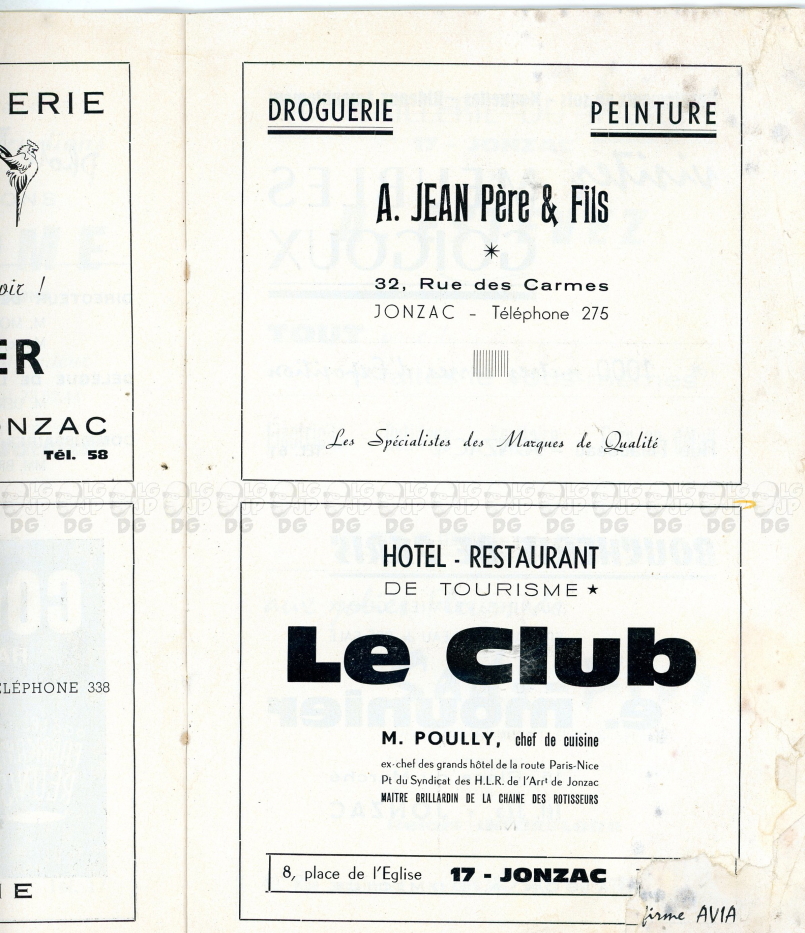 ERIE
oir !
ER
ONZAC
Tél. 58
ÉLÉPHONE 338
IE
DROGUERIE PEINTURE
A. JEAN Père & Fils
32, Rue des Carmes
JONZAC - Téléphone 275
Les Spécialistes des Marques de Qualité
HOTEL - RESTAURANT
DE TOURISME ★
Le Club
M. POULLY, chef de cuisine
ex-chef des grands hôtel de la route Paris-Nice
Pt du Syndicat des H.L.R. de l'Arrt de Jonzac
MAITRE GRILLARDIN DE LA CHAINE DES ROTISSEURS
8, place de l'Eglise 17 - JONZAC
firme AVIA